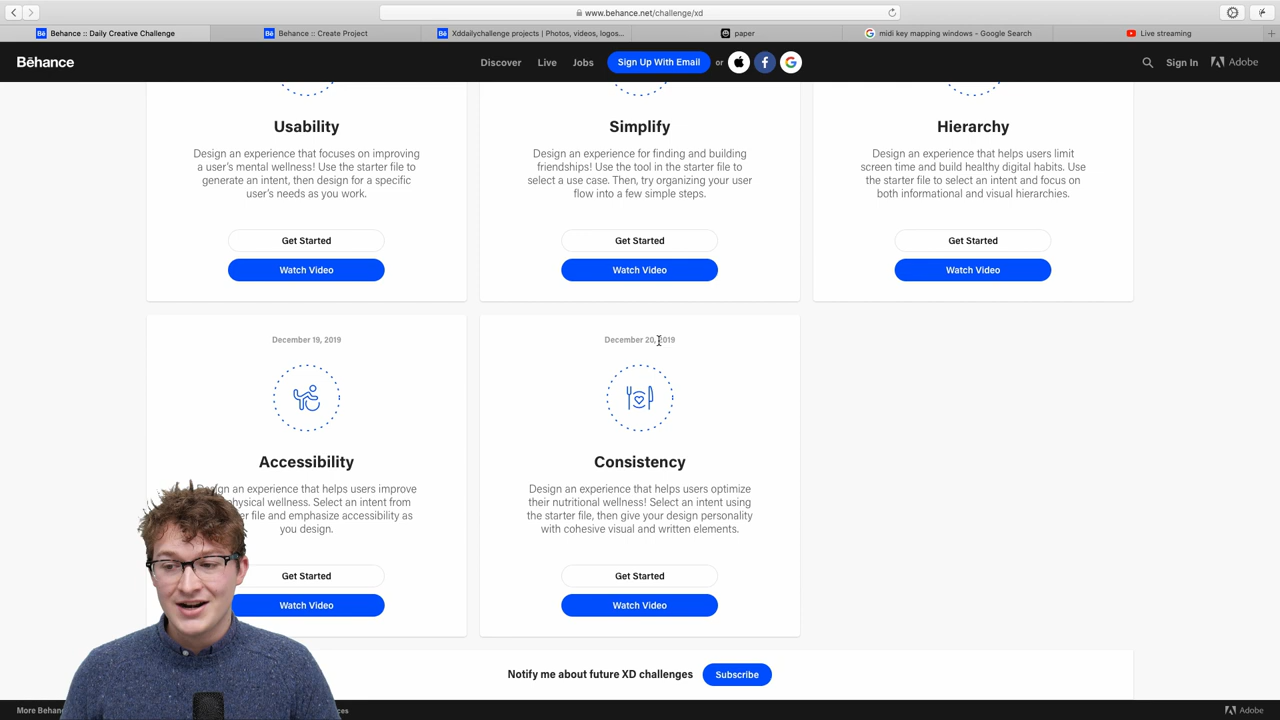 www.behance.net/challenge/xd
Behance :: Daily Creative Challenge
Behance :: Create Project
Xddailychallenge projects | Photos, videos, logos...
paper
midi key mapping windows - Google Search
Live streaming
Bēhance
Discover
Live
Jobs
Sign Up With Email
or
Sign In
Adobe
Usability
Design an experience that focuses on improving
a user's mental wellness! Use the starter file to
generate an intent, then design for a specific
user's needs as you work.
Get Started
Watch Video
Simplify
Design an experience for finding and building
friendships! Use the tool in the starter file to
select a use case. Then, try organizing your user
flow into a few simple steps.
Get Started
Watch Video
Hierarchy
Design an experience that helps users limit
screen time and build healthy digital habits. Use
the starter file to select an intent and focus on
both informational and visual hierarchies.
Get Started
Watch Video
December 19, 2019
Accessibility
an experience that helps users improve
physical wellness. Select an intent from
file and emphasize accessibility as
you design.
Get Started
Watch Video
December 20, 2019
Consistency
Design an experience that helps users optimize
their nutritional wellness! Select an intent using
the starter file, then give your design personality
with cohesive visual and written elements.
Get Started
Watch Video
Notify me about future XD challenges
Subscribe
More
Adobe